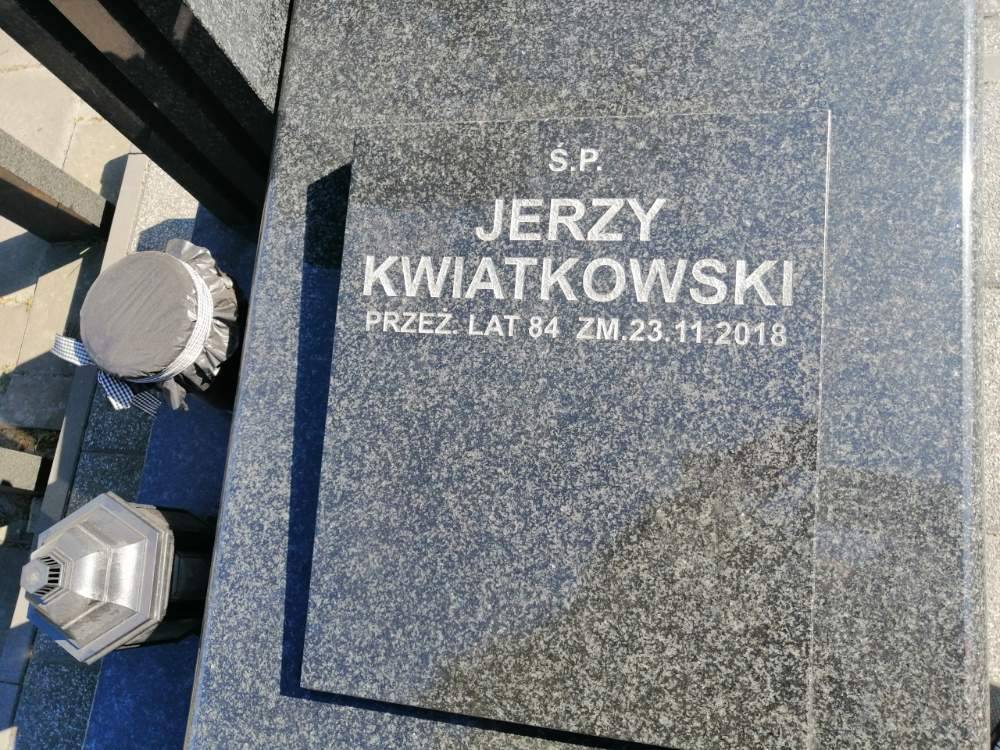 Ś.P.
JERZY
KWIATKOWSKI
PRZEŻ. LAT 84 ZM.23.11.2018